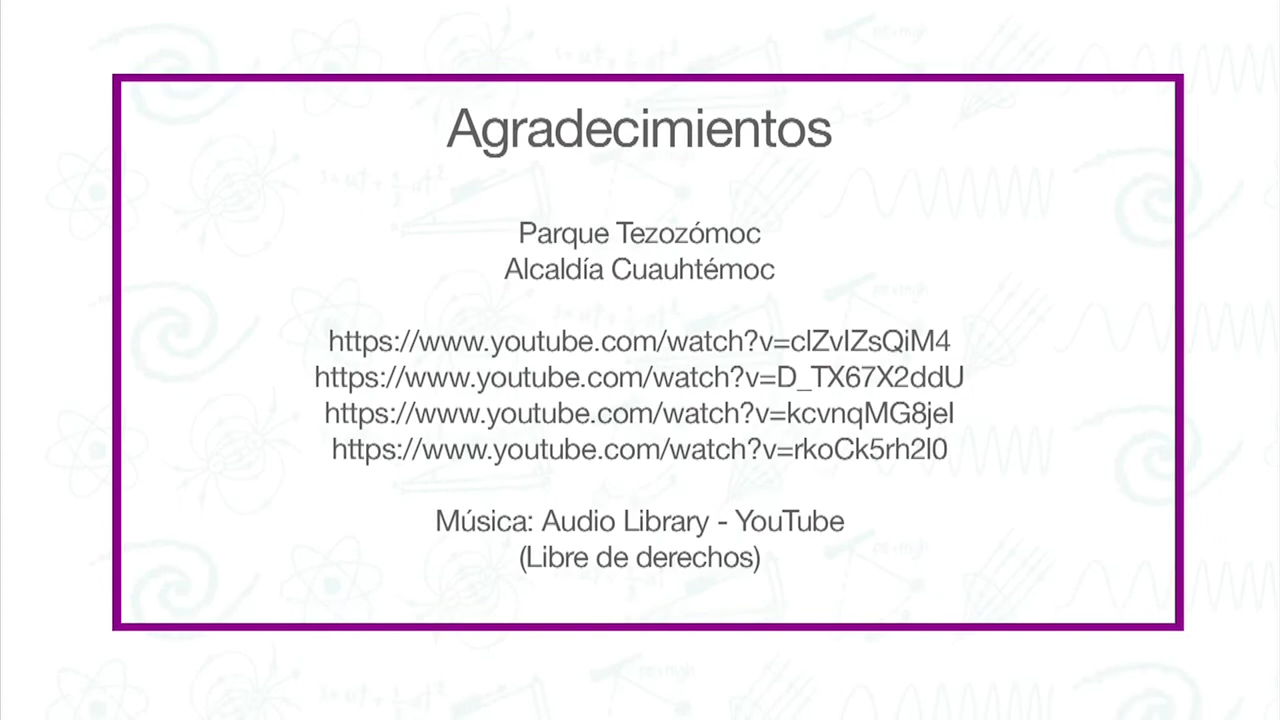 Agradecimientos
Parque Tezozómoc
Alcaldía Cuauhtémoc
https://www.youtube.com/watch?v=clZvIZsQiM4
https://www.youtube.com/watch?v=D_TX67X2ddU
https://www.youtube.com/watch?v=kcvnqMG8jeI
https://www.youtube.com/watch?v=rkoCk5rh2l0
Música: Audio Library - YouTube
(Libre de derechos)